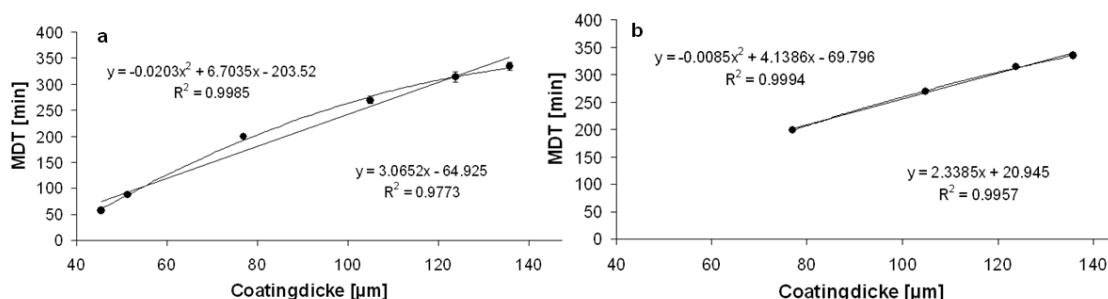 a
400
350
300
250
200
150
100
50
0
MDT [min]
y = -0.0203x² + 6.7035x - 203.52
R² = 0.9985
y = 3.0652x - 64.925
R² = 0.9773
40 60 80 100 120 140
Coatingdicke [µm]
b
400
350
300
250
200
150
100
50
0
MDT [min]
y = -0.0085x² + 4.1386x - 69.796
R² = 0.9994
y = 2.3385x + 20.945
R² = 0.9957
40 60 80 100 120 140
Coatingdicke [µm]